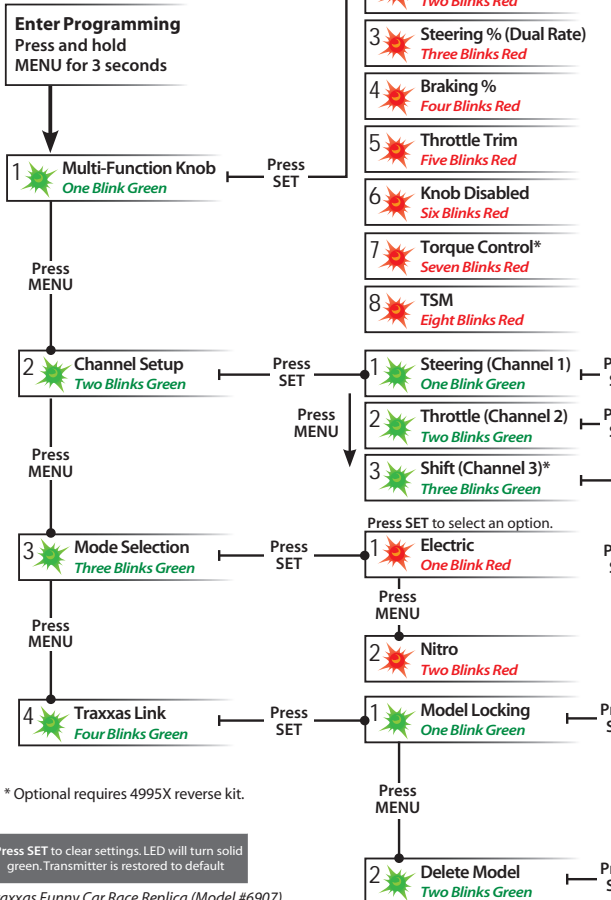 Enter Programming
Press and hold
MENU for 3 seconds
1 Multi-Function Knob
One Blink Green
Press
SET
Two Blinks Red
3 Steering % (Dual Rate)
Three Blinks Red
4 Braking %
Four Blinks Red
5 Throttle Trim
Five Blinks Red
6 Knob Disabled
Six Blinks Red
7 Torque Control*
Seven Blinks Red
8 TSM
Eight Blinks Red
Press
MENU
2 Channel Setup
Two Blinks Green
Press
SET
1 Steering (Channel 1)
One Blink Green
Press
MENU
2 Throttle (Channel 2)
Two Blinks Green
3 Shift (Channel 3)*
Three Blinks Green
Press
MENU
3 Mode Selection
Three Blinks Green
Press
SET
Press SET to select an option.
1 Electric
One Blink Red
Press
MENU
2 Nitro
Two Blinks Red
Press
MENU
4 Traxxas Link
Four Blinks Green
Press
SET
1 Model Locking
One Blink Green
Press
MENU
2 Delete Model
Two Blinks Green
* Optional requires 4995X reverse kit.
Press SET to clear settings. LED will turn solid
green. Transmitter is restored to default
Funny Car Race Replica (Model #6907)